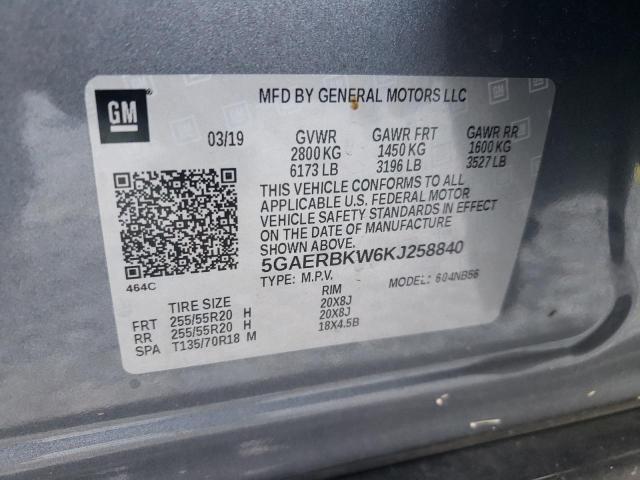 GM
MFD BY GENERAL MOTORS LLC
03/19 GVWR GAWR FRT GAWR RR
2800 KG 1450 KG 1600 KG
6173 LB 3196 LB 3527 LB
THIS VEHICLE CONFORMS TO ALL
APPLICABLE U.S. FEDERAL MOTOR
VEHICLE SAFETY STANDARDS IN EFFECT
ON THE DATE OF MANUFACTURE SHOWN ABOVE.
5GAERBKW6KJ258840
464C
TYPE: M.P.V. MODEL: 604NB56
TIRE SIZE RIM
FRT 255/55R20 H 20X8J
RR 255/55R20 H 20X8J
SPA T135/70R18 M 18X4.5B